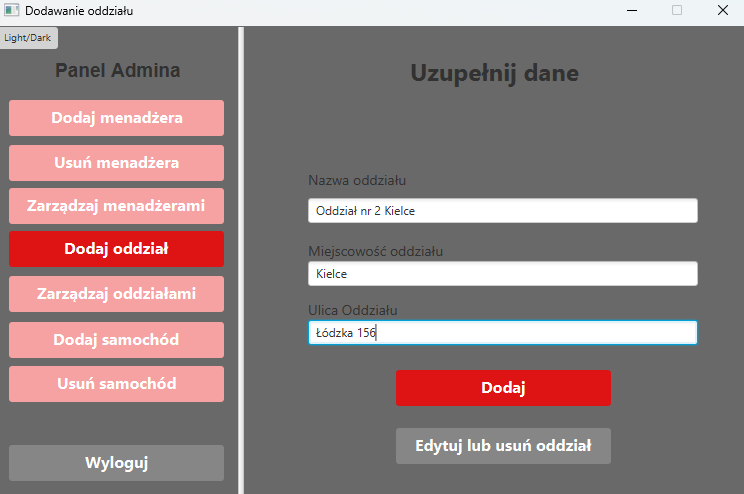 Dodawanie oddziału
Light/Dark
Panel Admina
Dodaj menadżera
Usuń menadżera
Zarządzaj menadżerami
Dodaj oddział
Zarządzaj oddziałami
Dodaj samochód
Usuń samochód
Wyloguj
Uzupełnij dane
Nazwa oddziału
Oddział nr 2 Kielce
Miejscowość oddziału
Kielce
Ulica Oddziału
Łódzka 156
Dodaj
Edytuj lub usuń oddział